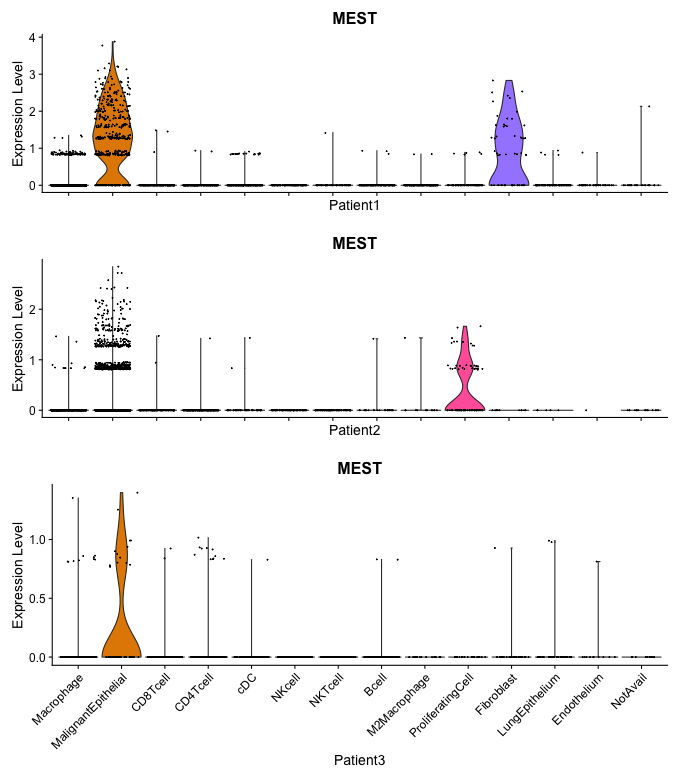 MEST
Expression Level
4
3
2
1
0
Patient1
MEST
Expression Level
2
1
0
Patient2
MEST
Expression Level
1.0
0.5
0.0
Macrophage
MalignantEpithelial
CD8Tcell
CD4Tcell
cDC
NKcell
NKTcell
Bcell
M2Macrophage
ProliferatingCell
Fibroblast
LungEpithelium
Endothelium
NotAvail
Patient3